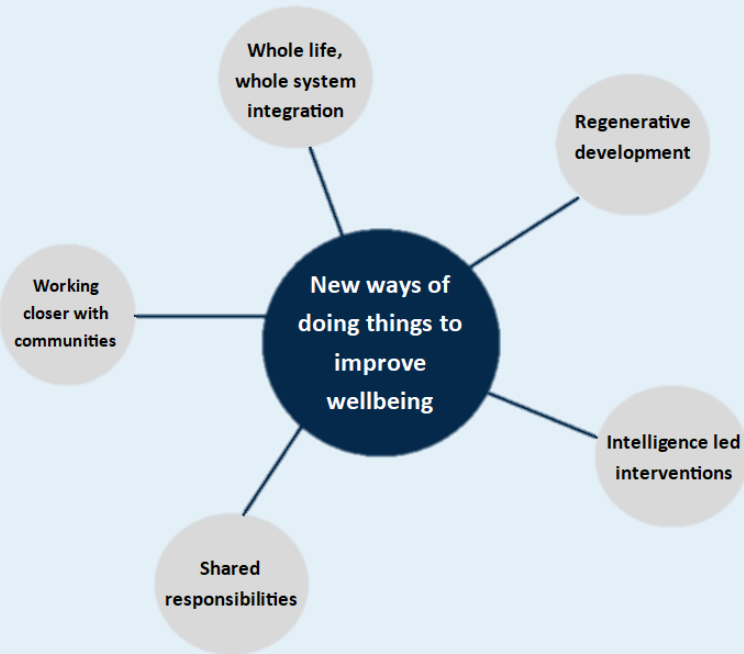 Whole life,
whole system
integration
Regenerative
development
New ways of
doing things to
improve
wellbeing
Working
closer with
communities
Intelligence led
interventions
Shared
responsibilities